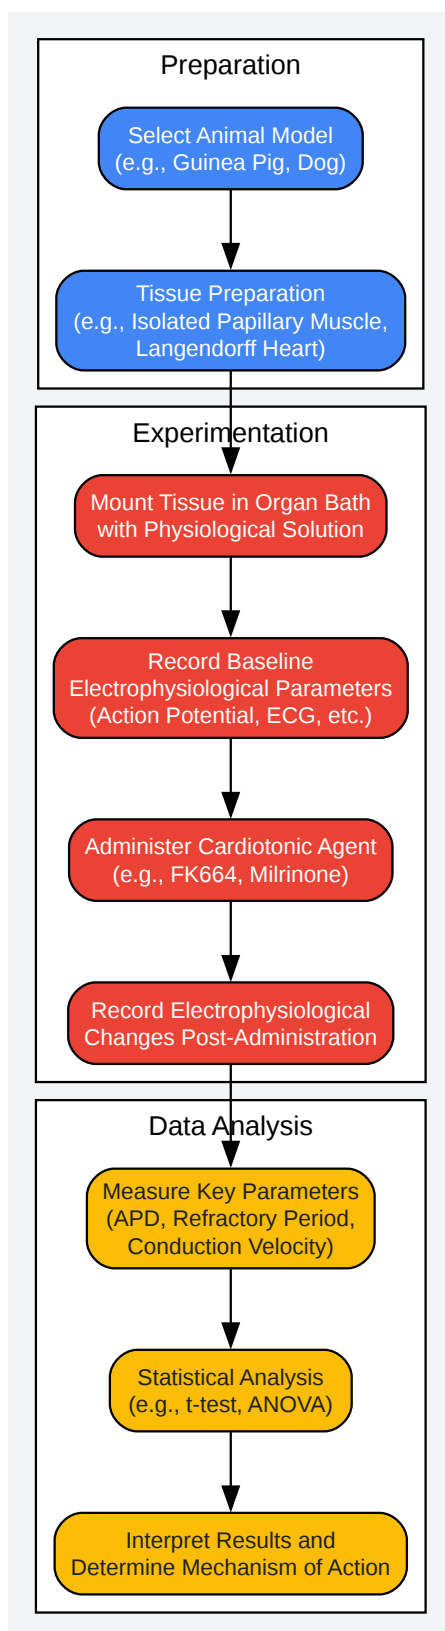 Preparation
Select Animal Model
(e.g., Guinea Pig, Dog)
Tissue Preparation
(e.g., Isolated Papillary Muscle,
Langendorff Heart)
Experimentation
Mount Tissue in Organ Bath
with Physiological Solution
Record Baseline
Electrophysiological Parameters
(Action Potential, ECG, etc.)
Administer Cardiotonic Agent
(e.g., FK664, Milrinone)
Record Electrophysiological
Changes Post-Administration
Data Analysis
Measure Key Parameters
(APD, Refractory Period,
Conduction Velocity)
Statistical Analysis
(e.g., t-test, ANOVA)
Interpret Results and
Determine Mechanism of Action